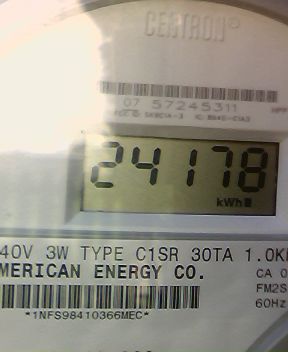 CENTRON
07 57245311
24178
kWh
40V 3W TYPE C1SR 30TA 1.0K
MERICAN ENERGY CO.
CA 0
FM2S
60Hz
*1NFS98410366MEC*